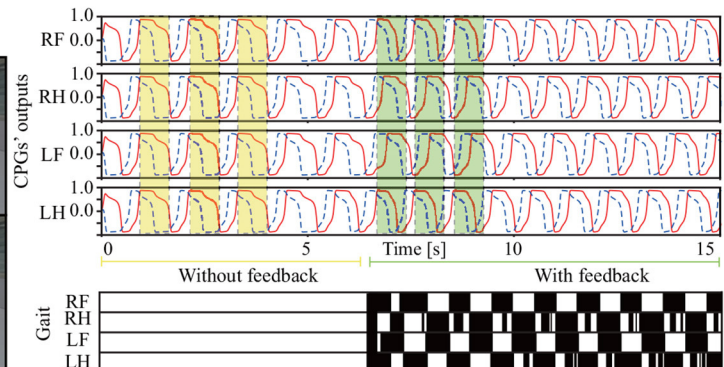 CPGs' outputs
1.0
RF 0.0
1.0
RH 0.0
1.0
LF 0.0
1.0
LH 0.0
0 5 Time [s] 10 15
Without feedback With feedback
Gait
RF
RH
LF
LH